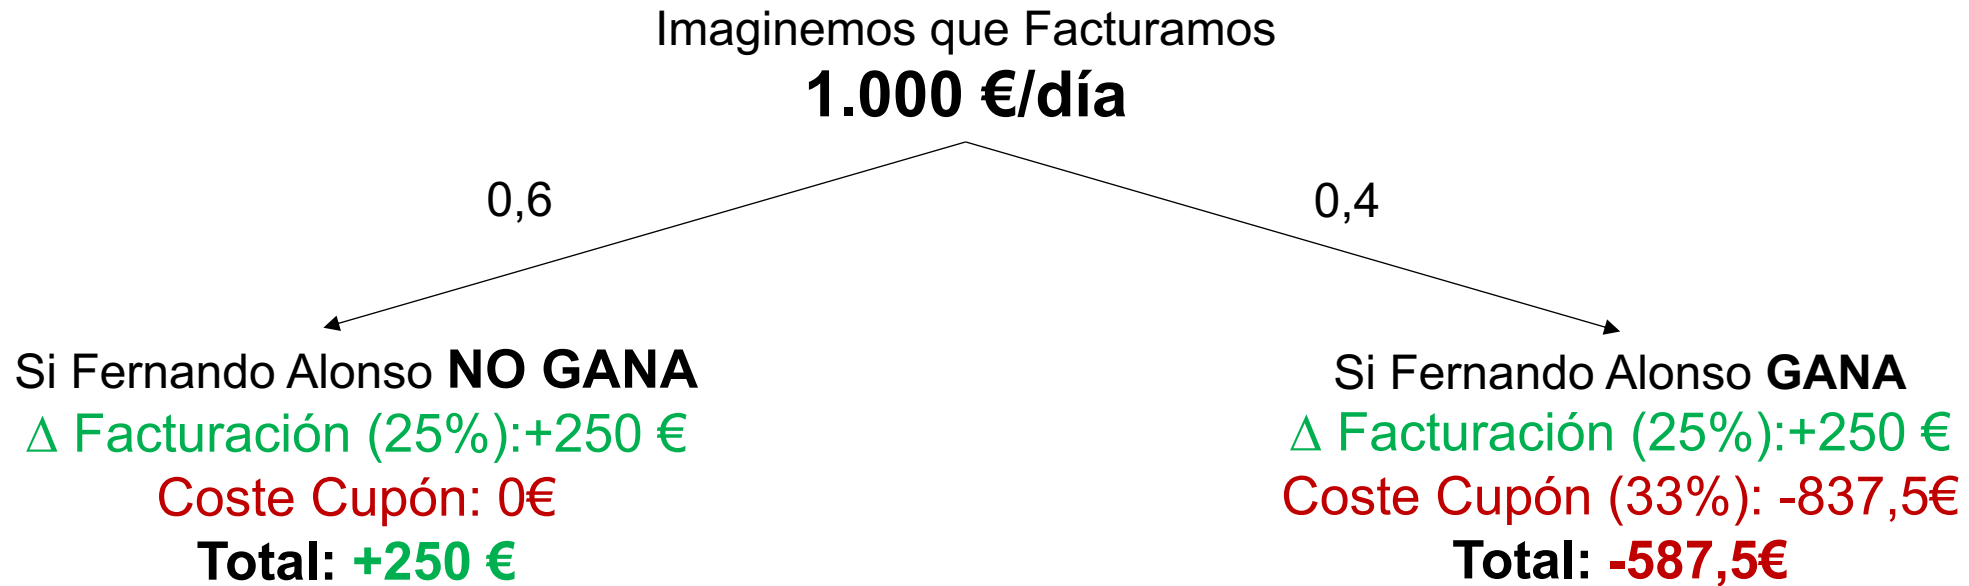 Imaginemos que Facturamos
1.000 €/día
0,6
0,4
Si Fernando Alonso NO GANA
Δ Facturación (25%):+250 €
Coste Cupón: 0€
Total: +250 €
Si Fernando Alonso GANA
Δ Facturación (25%):+250 €
Coste Cupón (33%): -837,5€
Total: -587,5€